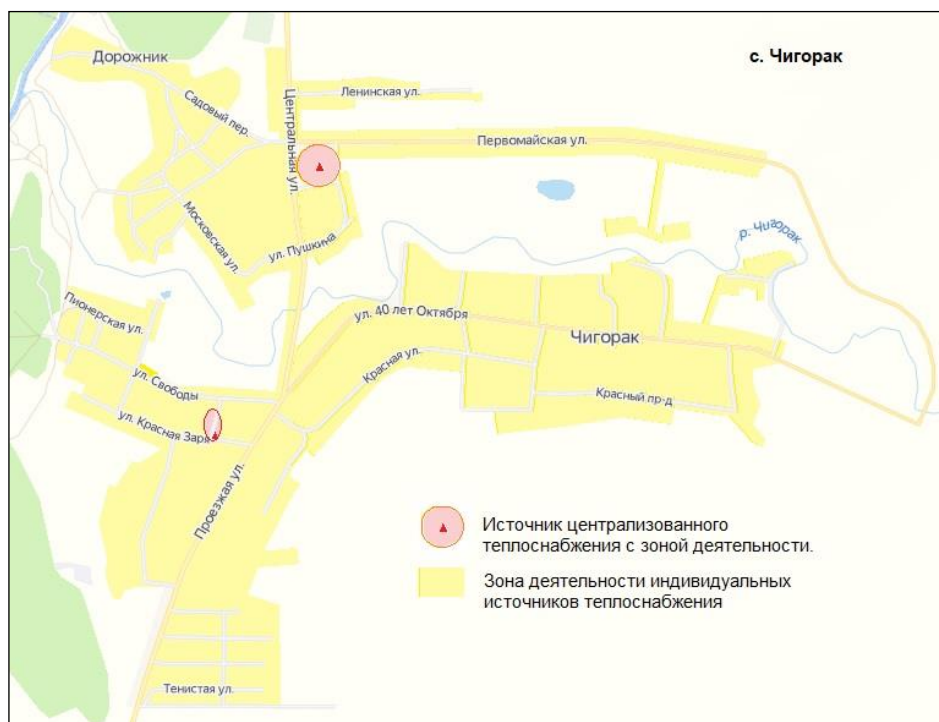 с. Чигорак
Дорожник
Ленинская ул.
Садовый пер.
Центральная ул.
Первомайская ул.
Московская ул.
ул. Пушкина
р. Чигорак
Пионерская ул.
ул. 40 лет Октября
Чигорак
Красная ул.
ул. Свободы
Красный пр-д
ул. Красная Заря
Проезжая ул.
Источник централизованного
теплоснабжения с зоной деятельности.
Зона деятельности индивидуальных
источников теплоснабжения
Тенистая ул.